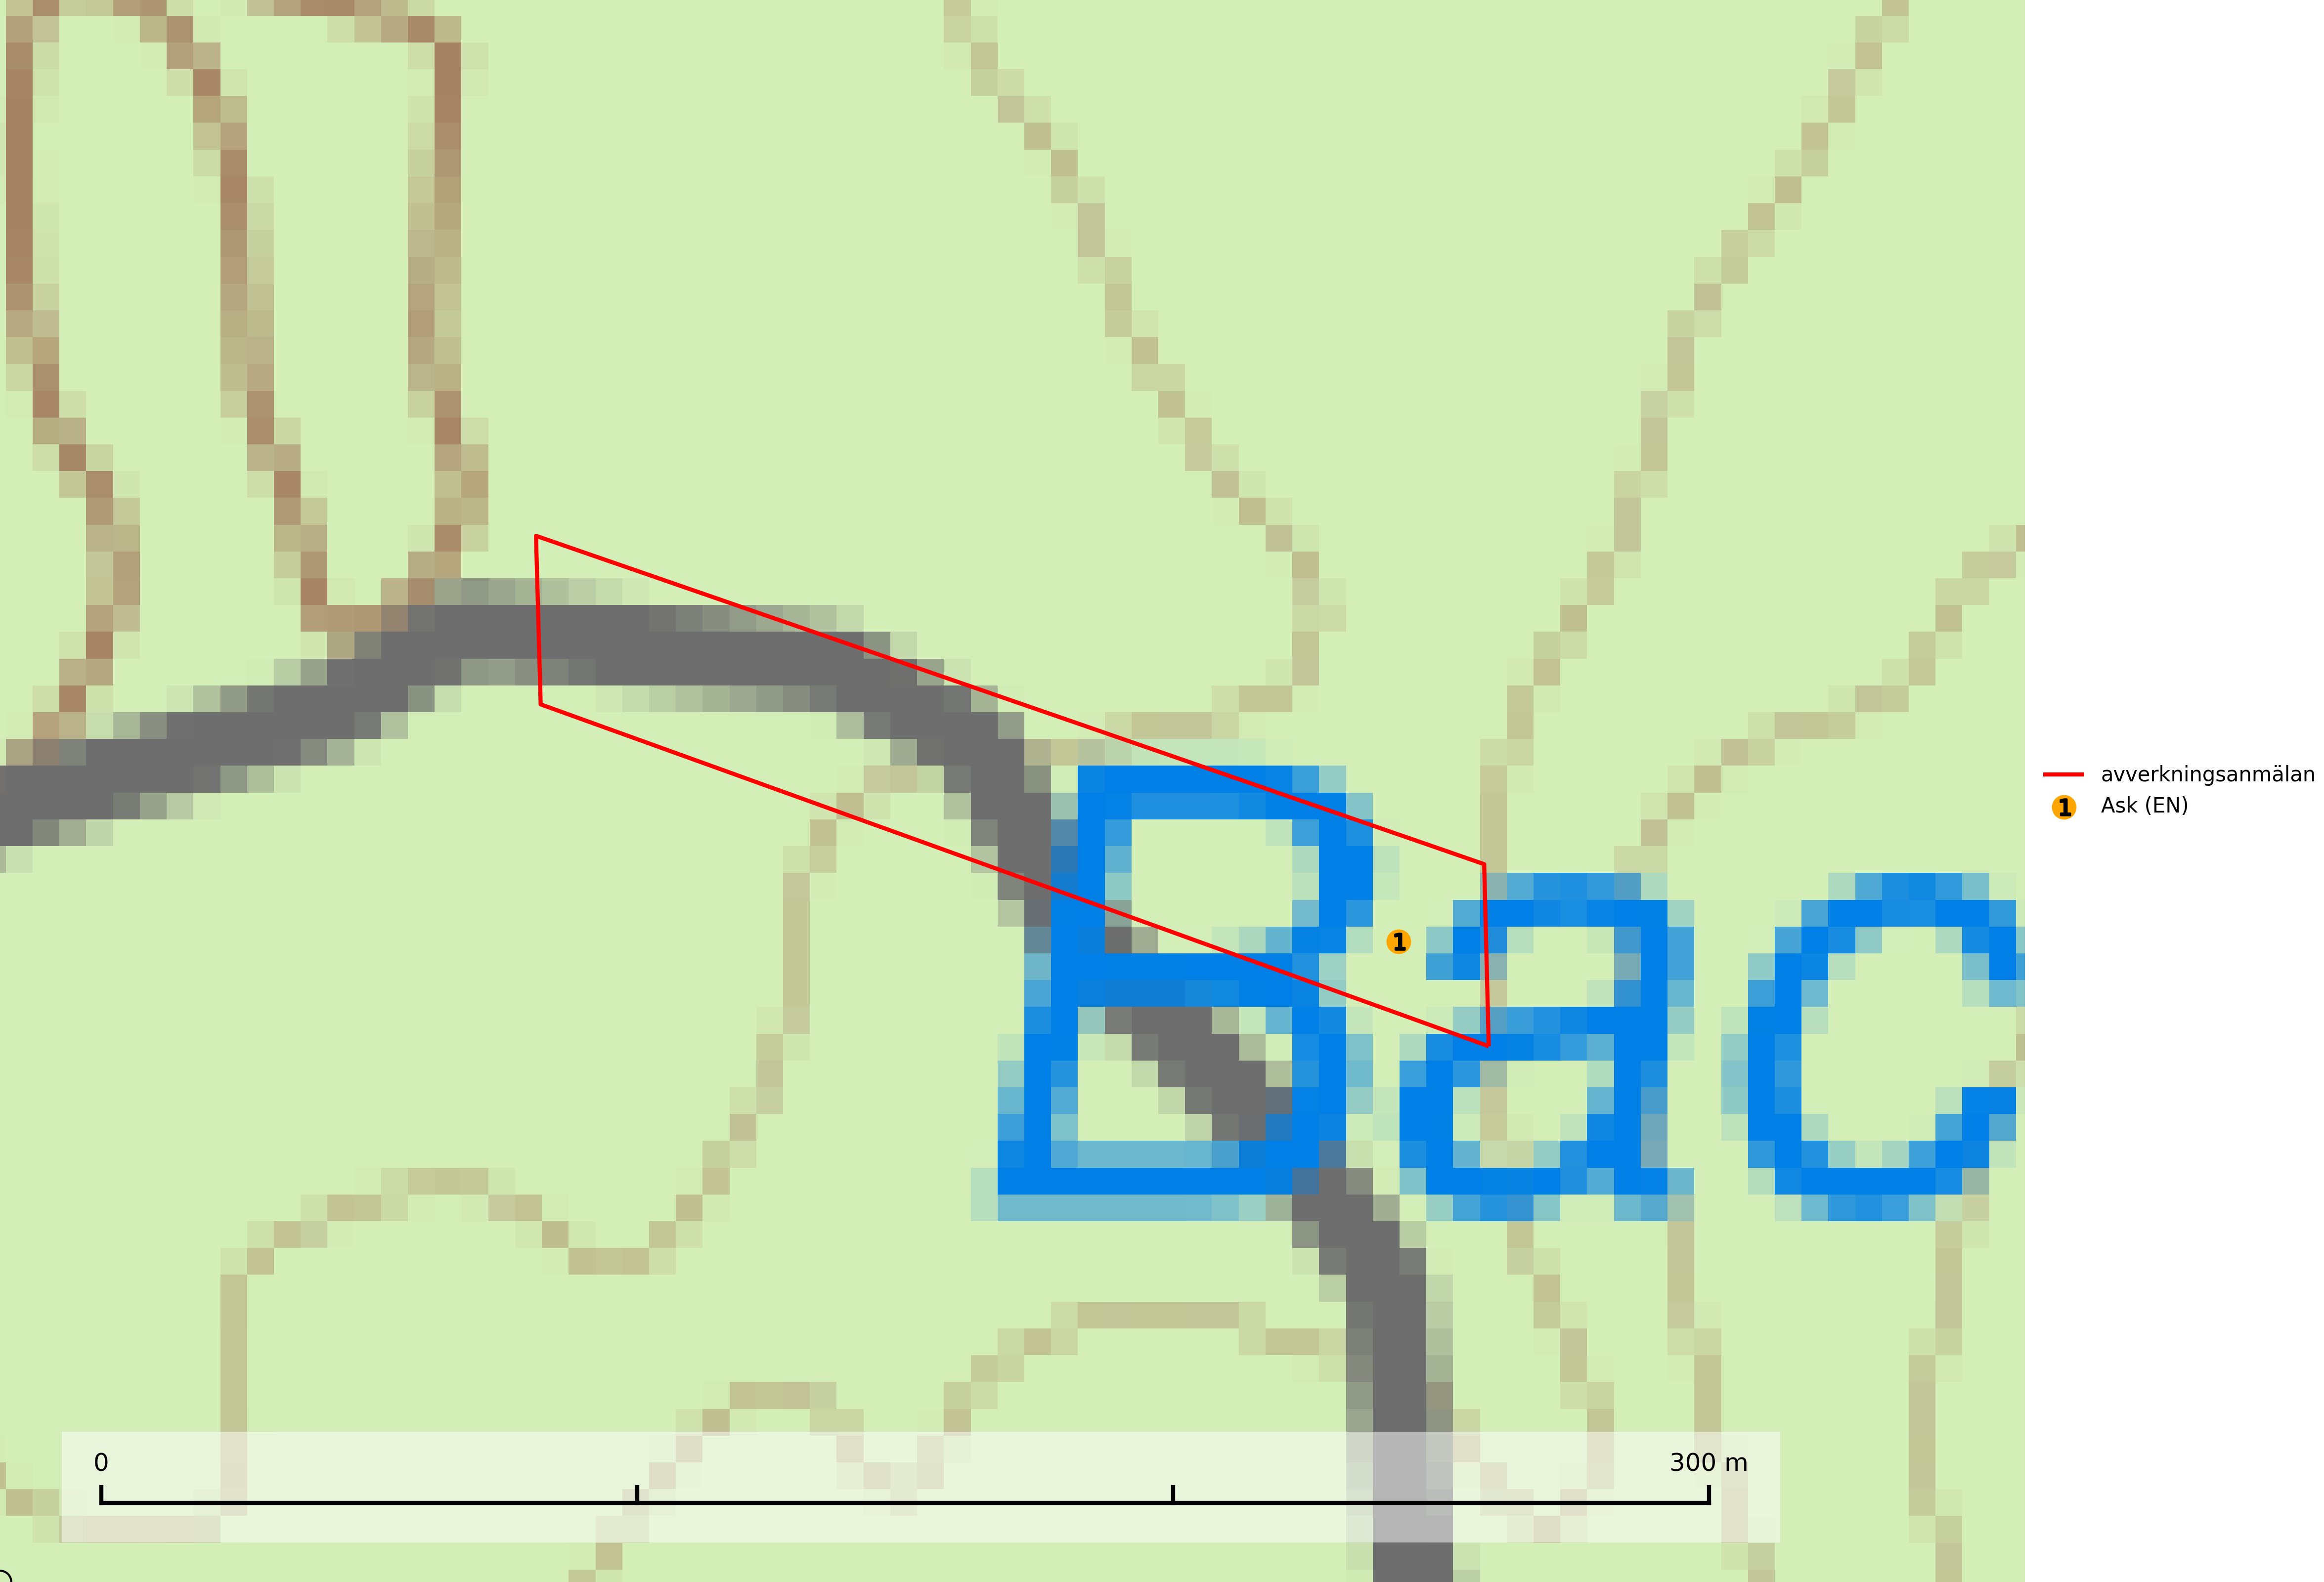 Bac
1
avverkningsanmälan
1 Ask (EN)
0 300 m